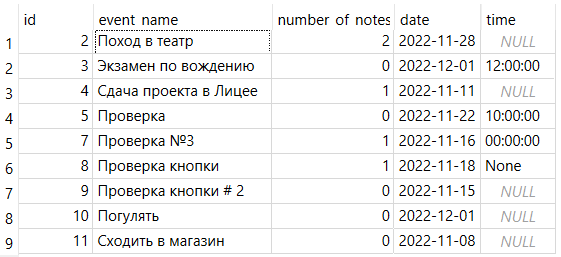 id event name number of notes date time
1 2 Поход в театр 2 2022-11-28 NULL
2 3 Экзамен по вождению 0 2022-12-01 12:00:00
3 4 Сдача проекта в Лицее 1 2022-11-11 NULL
4 5 Проверка 0 2022-11-22 10:00:00
5 7 Проверка №3 1 2022-11-16 00:00:00
6 8 Проверка кнопки 1 2022-11-18 None
7 9 Проверка кнопки # 2 0 2022-11-15 NULL
8 10 Погулять 0 2022-12-01 NULL
9 11 Сходить в магазин 0 2022-11-08 NULL